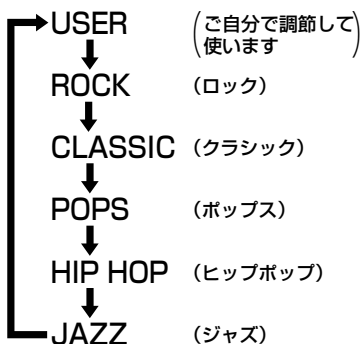 USER (ご自分で調節して
使います)
ROCK (ロック)
CLASSIC (クラシック)
POPS (ポップス)
HIP HOP (ヒップポップ)
JAZZ (ジャズ)